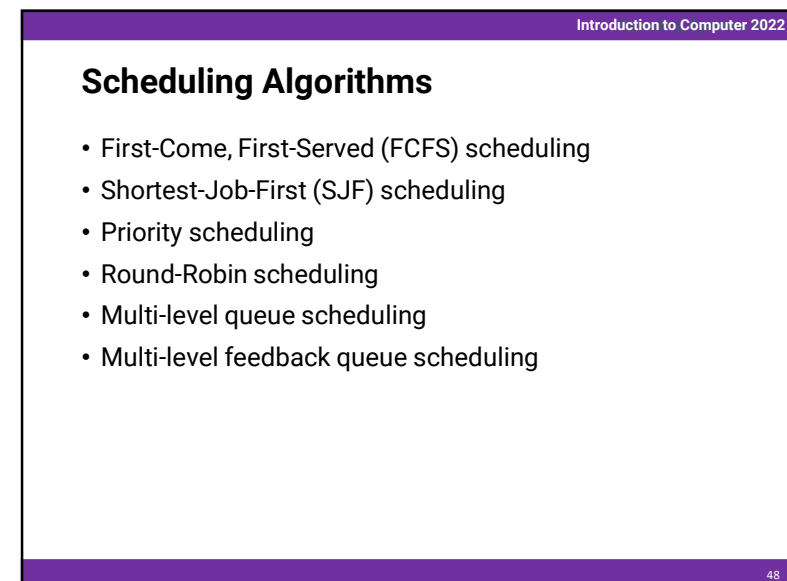 Introduction to Computer 2022
Scheduling Algorithms
• First-Come, First-Served (FCFS) scheduling
• Shortest-Job-First (SJF) scheduling
• Priority scheduling
• Round-Robin scheduling
• Multi-level queue scheduling
• Multi-level feedback queue scheduling
48